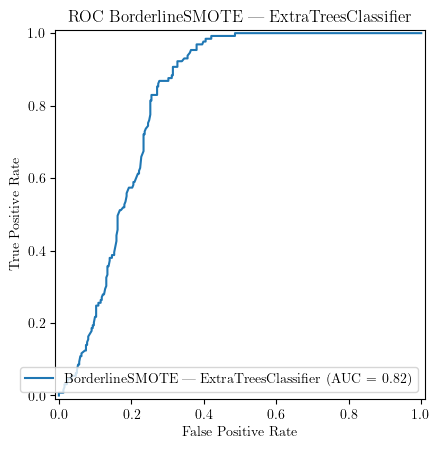 ROC BorderlineSMOTE — ExtraTreesClassifier
1.0
0.8
0.6
0.4
0.2
0.0
True Positive Rate
BorderlineSMOTE — ExtraTreesClassifier (AUC = 0.82)
0.0 0.2 0.4 0.6 0.8 1.0
False Positive Rate